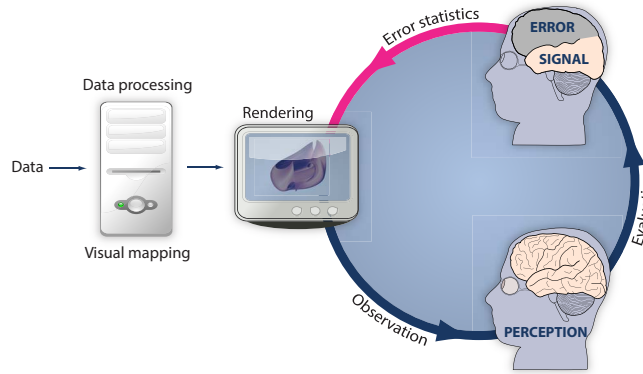 Error statistics
ERROR
SIGNAL
Data processing
Rendering
Data
Visual mapping
Observation
PERCEPTION